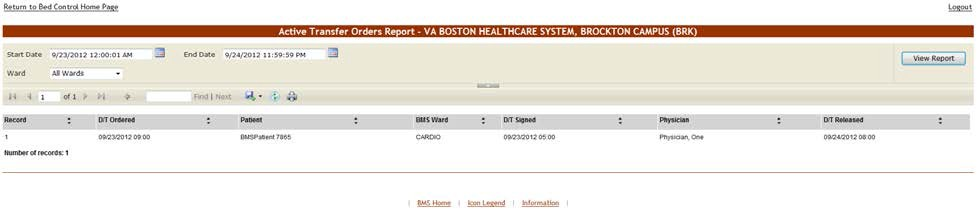 Return to Bed Control Home Page Logout
Active Transfer Orders Report - VA BOSTON HEALTHCARE SYSTEM, BROCKTON CAMPUS (BRK)
Start Date 9/23/2012 12:00:01 AM End Date 9/24/2012 11:59:59 PM View Report
Ward All Wards
1 of 1 Find | Next
Record D/T Ordered Patient BMS Ward D/T Signed Physician D/T Released
1 09/23/2012 09:00 BMSPatient 7865 CARDIO 09/23/2012 05:00 Physician, One 09/24/2012 08:00
Number of records: 1
| BMS Home | Icon Legend | Information |